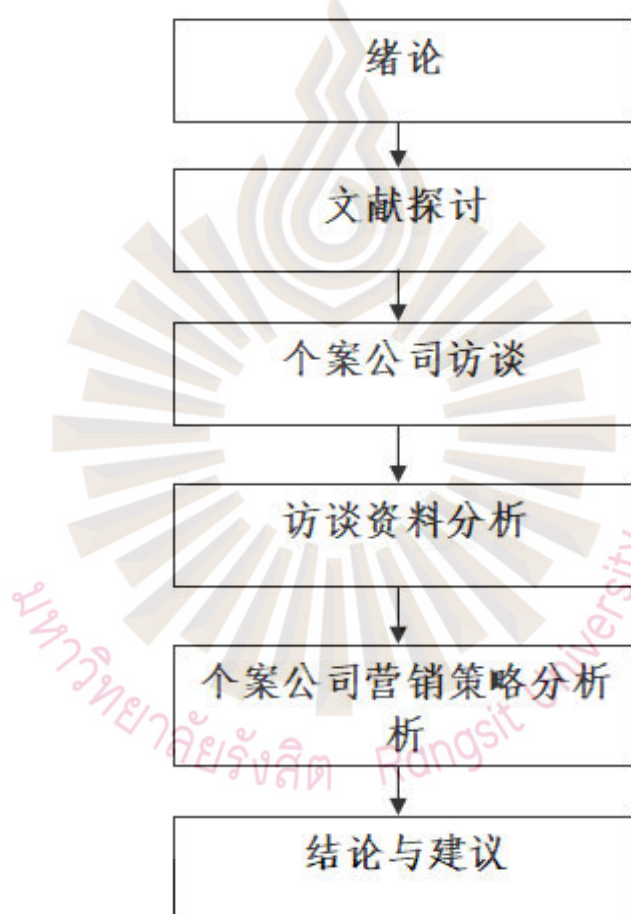 绪论
文献探讨
个案公司访谈
访谈资料分析
个案公司营销策略分析
析
结论与建议
มหาวิทยาลัยรังสิต Rangsit University